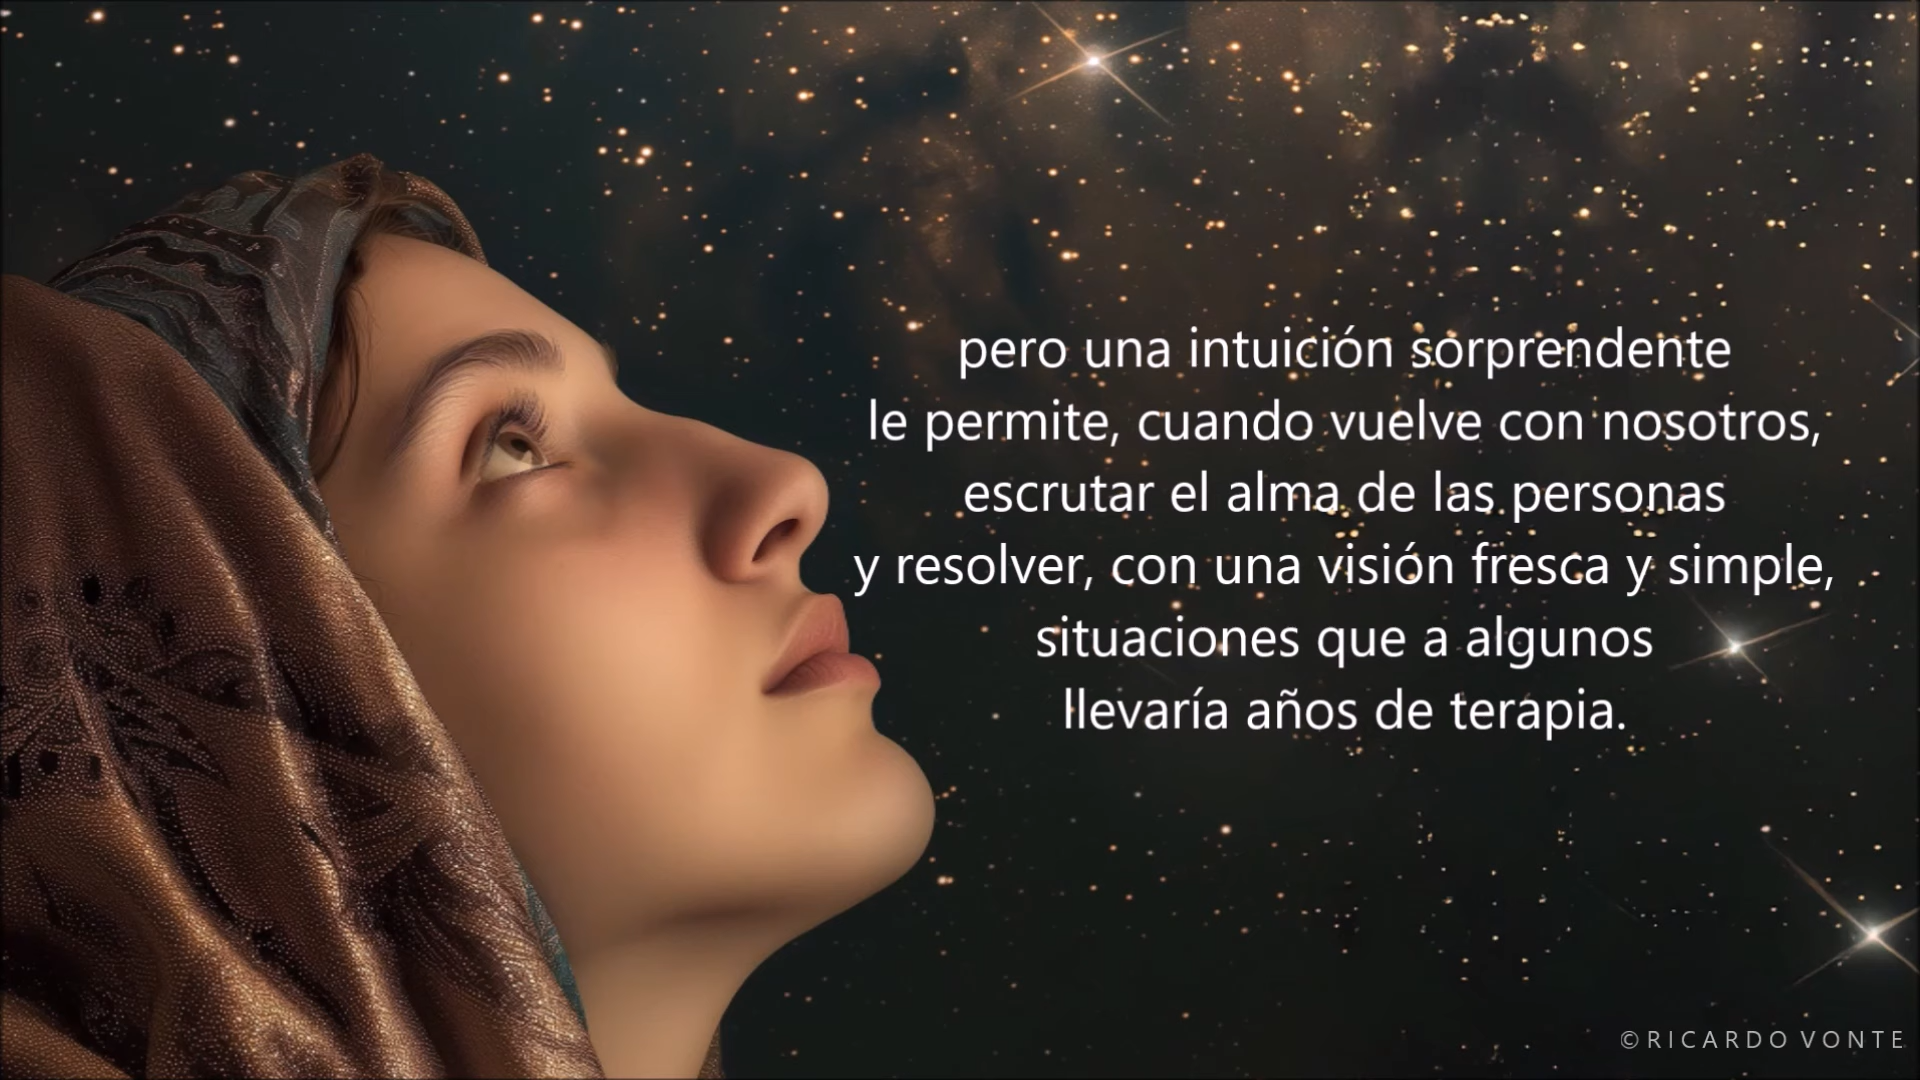 pero una intuición sorprendente
le permite, cuando vuelve con nosotros,
escrutar el alma de las personas
y resolver, con una visión fresca y simple,
situaciones que a algunos
llevaría años de terapia.
©RICARDO VONTE